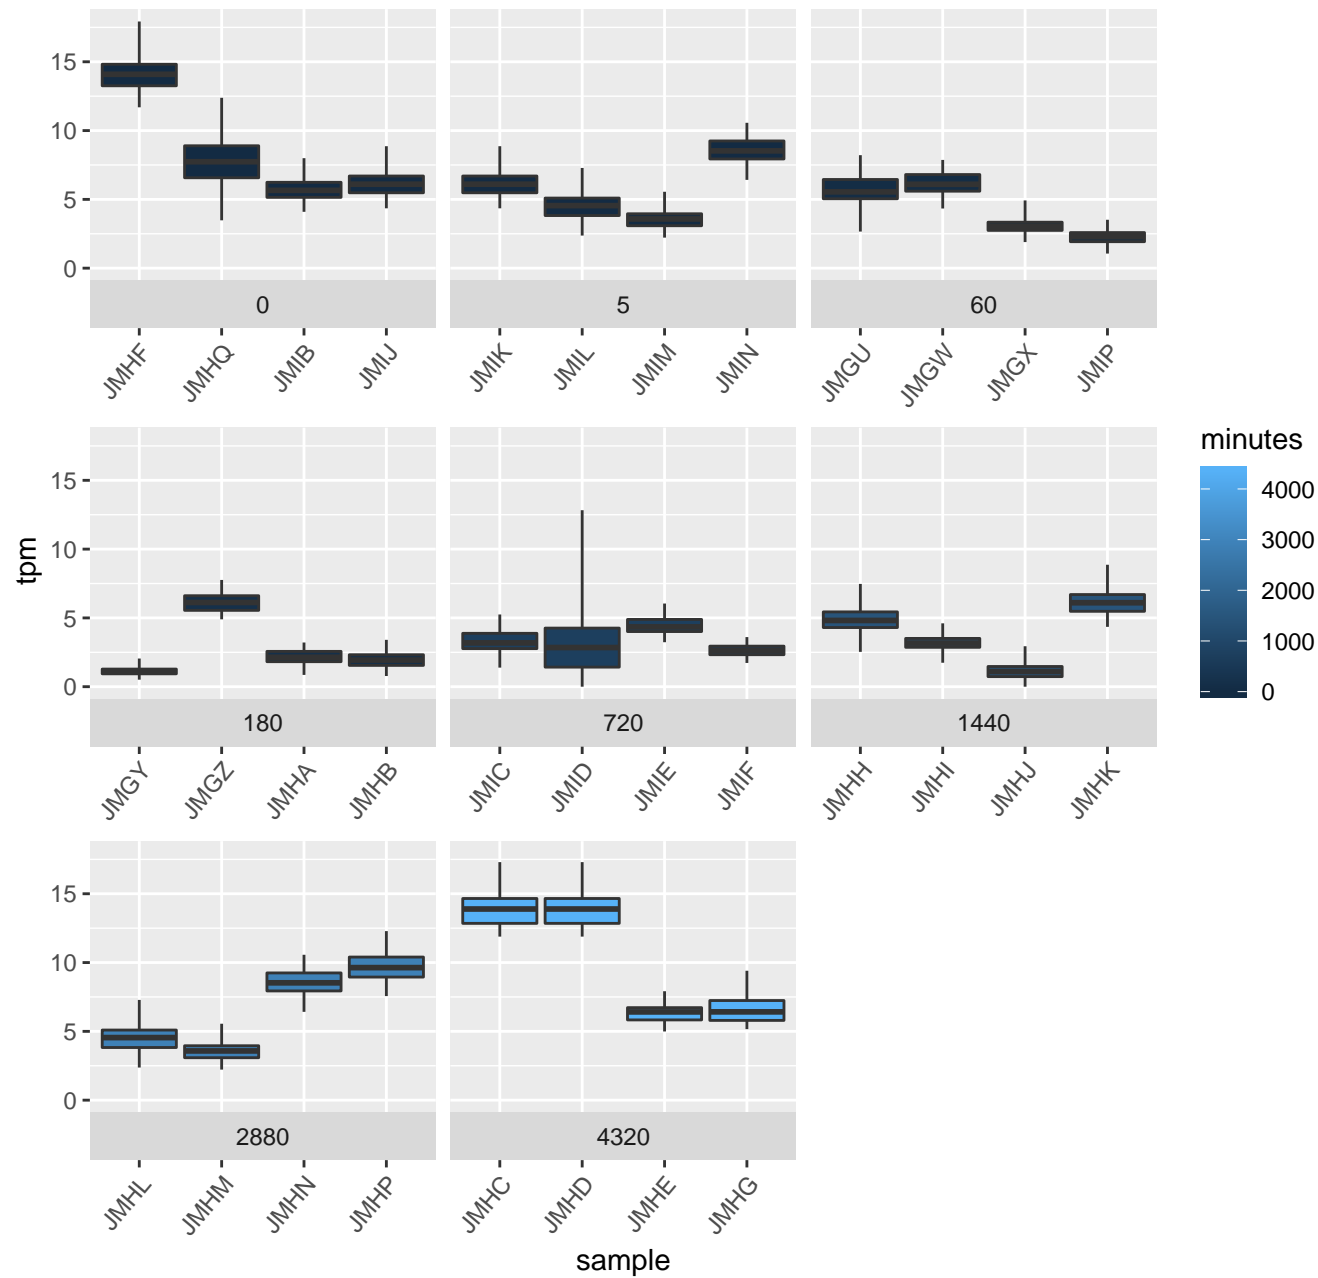 15
10
5
0
0
5
60
JMHF
JMHQ
JMIB
JMIJ
JMIK
JMIL
JMIM
JMIN
JMGU
JMGW
JMGX
JMIP
tpm
15
10
5
0
180
720
1440
JMGY
JMGZ
JMHA
JMHB
JMIC
JMID
JMIE
JMIF
JMHH
JMHI
JMHJ
JMHK
minutes
4000
3000
2000
1000
0
15
10
5
0
2880
4320
JMHL
JMHM
JMHN
JMHP
JMHC
JMHD
JMHE
JMHG
sample